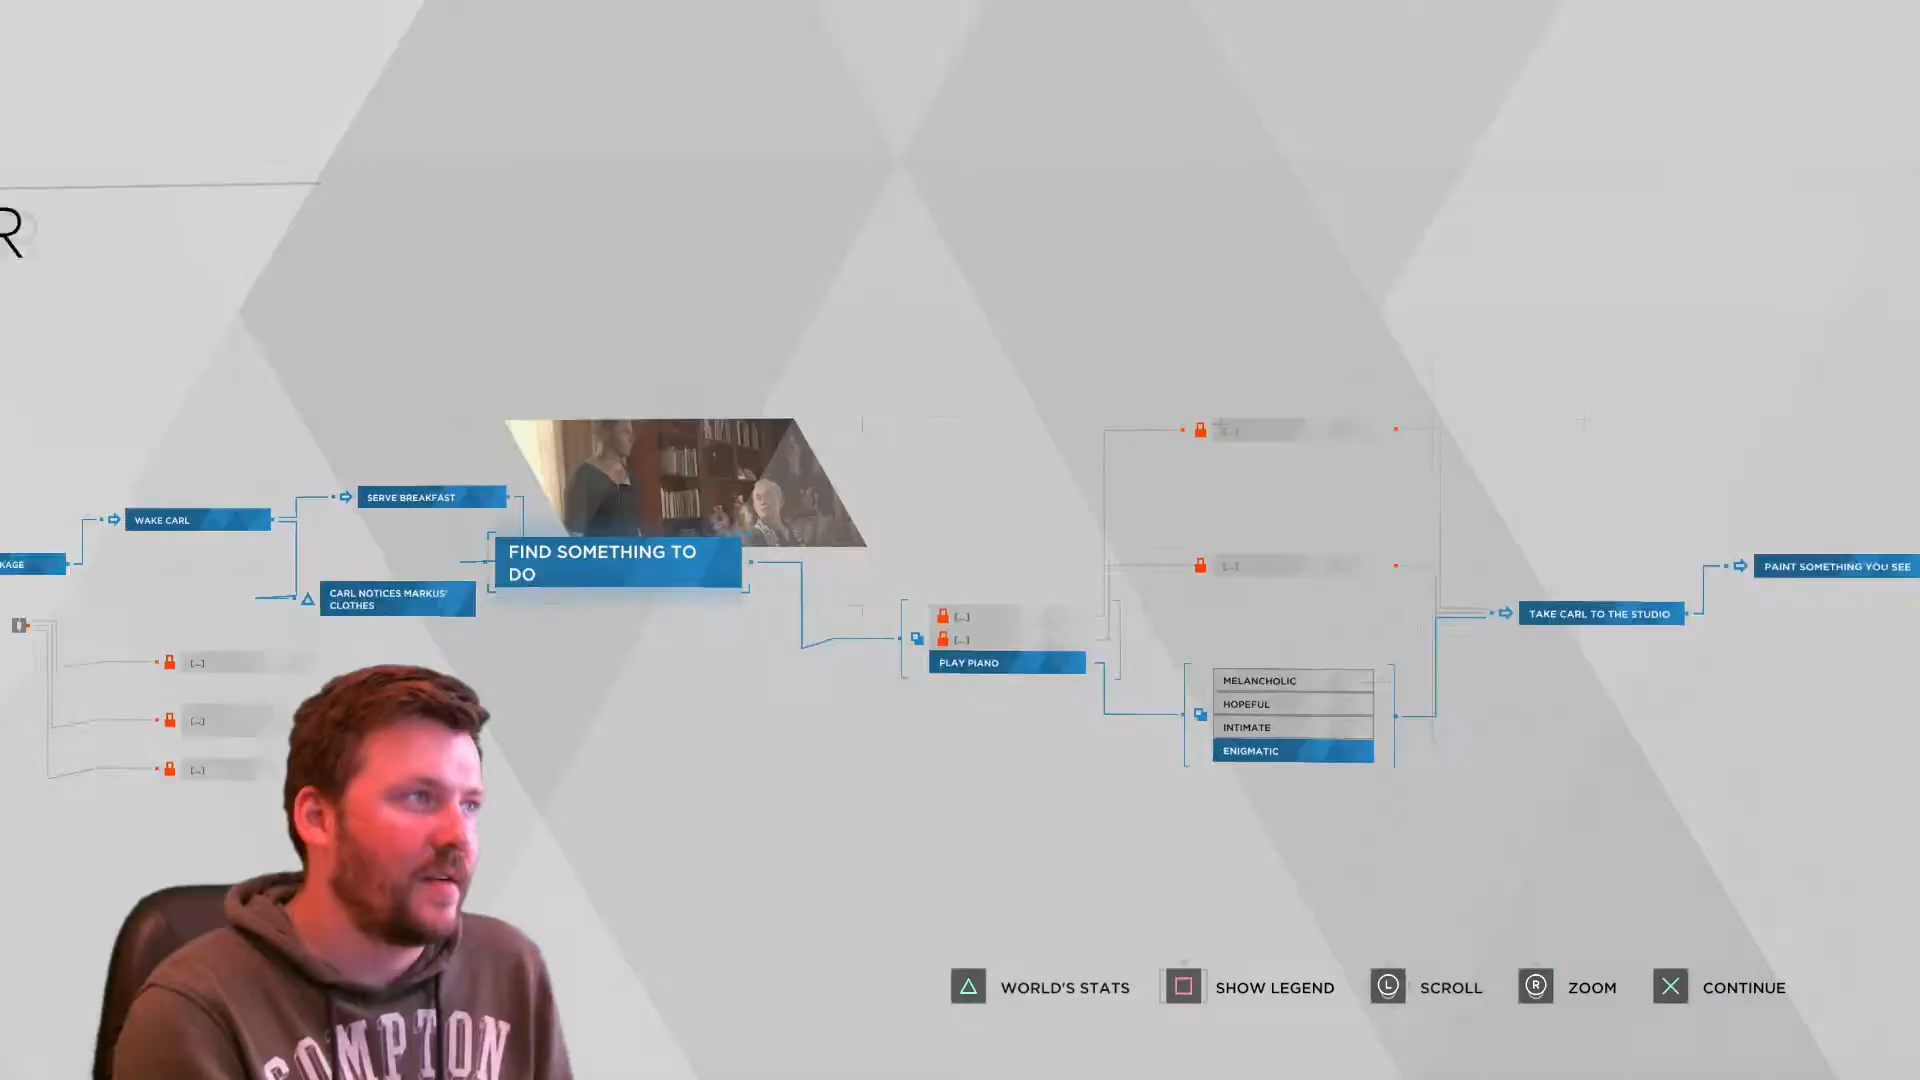 R
SERVE BREAKFAST
WAKE CARL
KAGE
FIND SOMETHING TO
DO
CARL NOTICES MARKUS'
CLOTHES
[...]
[...]
[...]
[...]
[...]
[...]
[...]
PLAY PIANO
MELANCHOLIC
HOPEFUL
INTIMATE
ENIGMATIC
TAKE CARL TO THE STUDIO
PAINT SOMETHING YOU SEE
COMPTON
WORLD'S STATS
SHOW LEGEND
L
SCROLL
R
ZOOM
CONTINUE